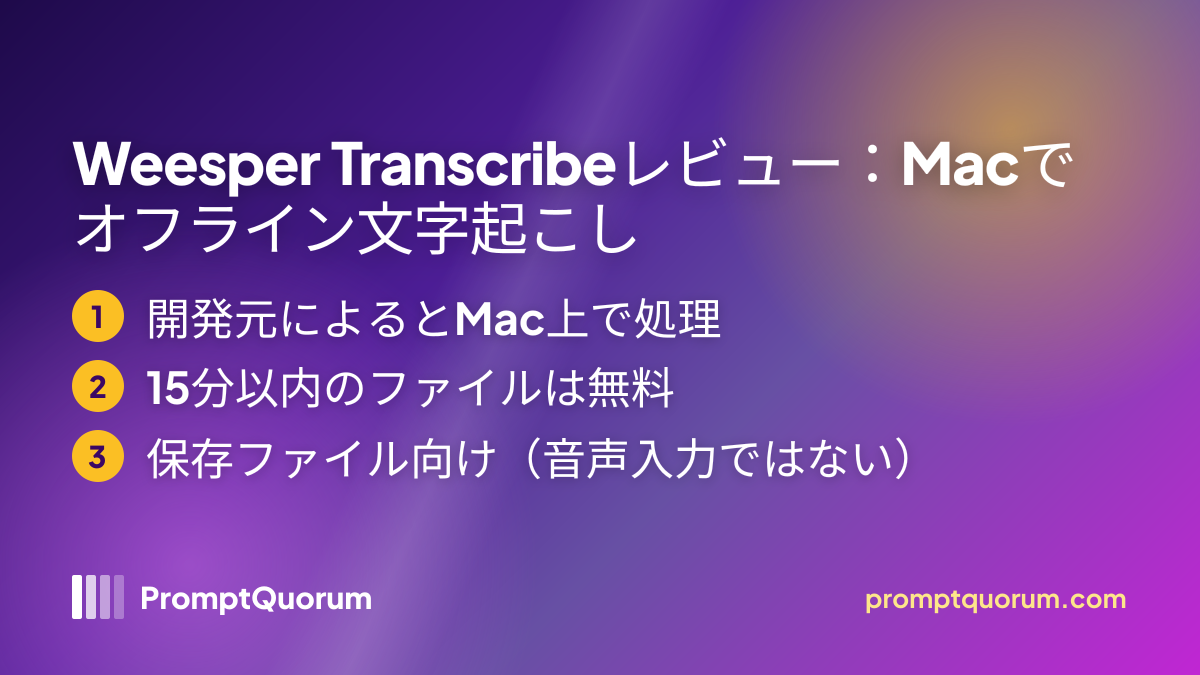 Weesper Transcribeレビュー：Macで
オフライン文字起こし
1 開発元によるとMac上で処理
2 15分以内のファイルは無料
3 保存ファイル向け（音声入力ではない）
PromptQuorum
promptquorum.com